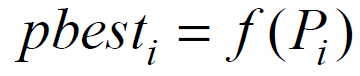 pbest_i = f(P_i)